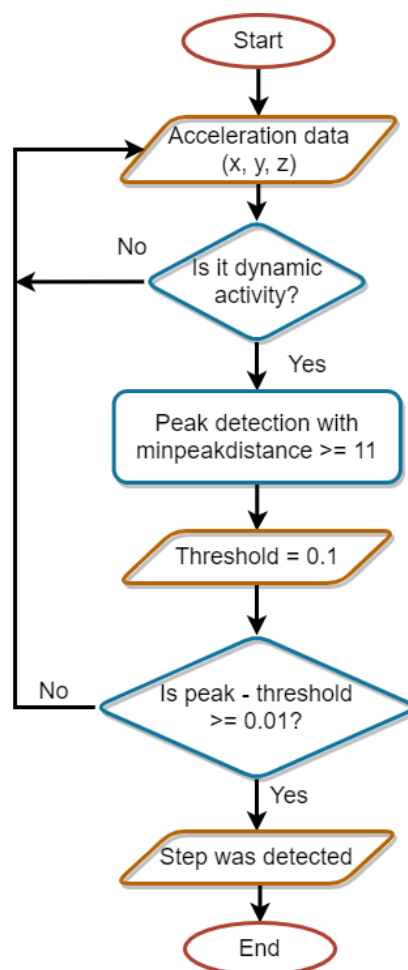 Start
Acceleration data
(x, y, z)
No
Is it dynamic
activity?
Yes
Peak detection with
minpeakdistance >= 11
Threshold = 0.1
No
Is peak - threshold
>= 0.01?
Yes
Step was detected
End